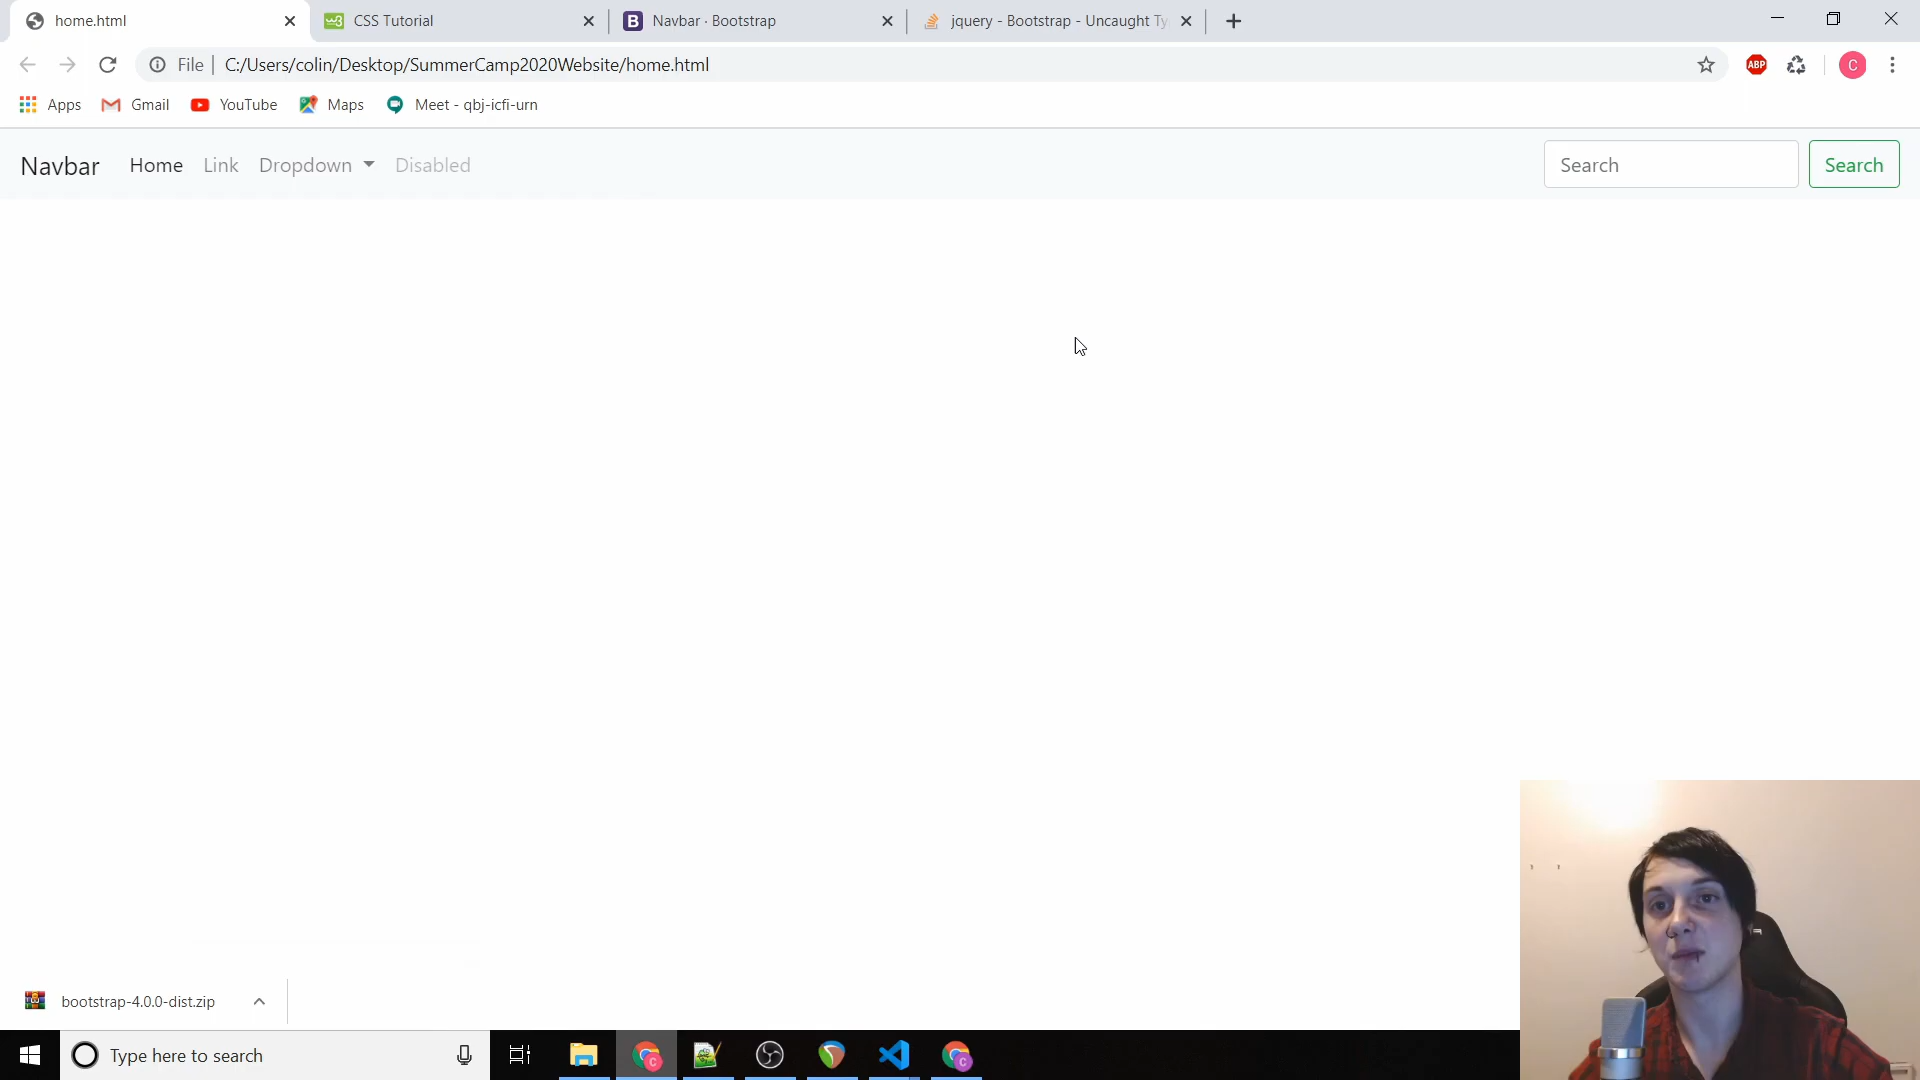 home.html
CSS Tutorial
B Navbar · Bootstrap
jquery - Bootstrap - Uncaught Ty
File C:/Users/colin/Desktop/SummerCamp2020Website/home.html
ABP
C
Apps Gmail YouTube Maps Meet - qbj-icfi-urn
Navbar Home Link Dropdown Disabled Search Search
bootstrap-4.0.0-dist.zip
Type here to search